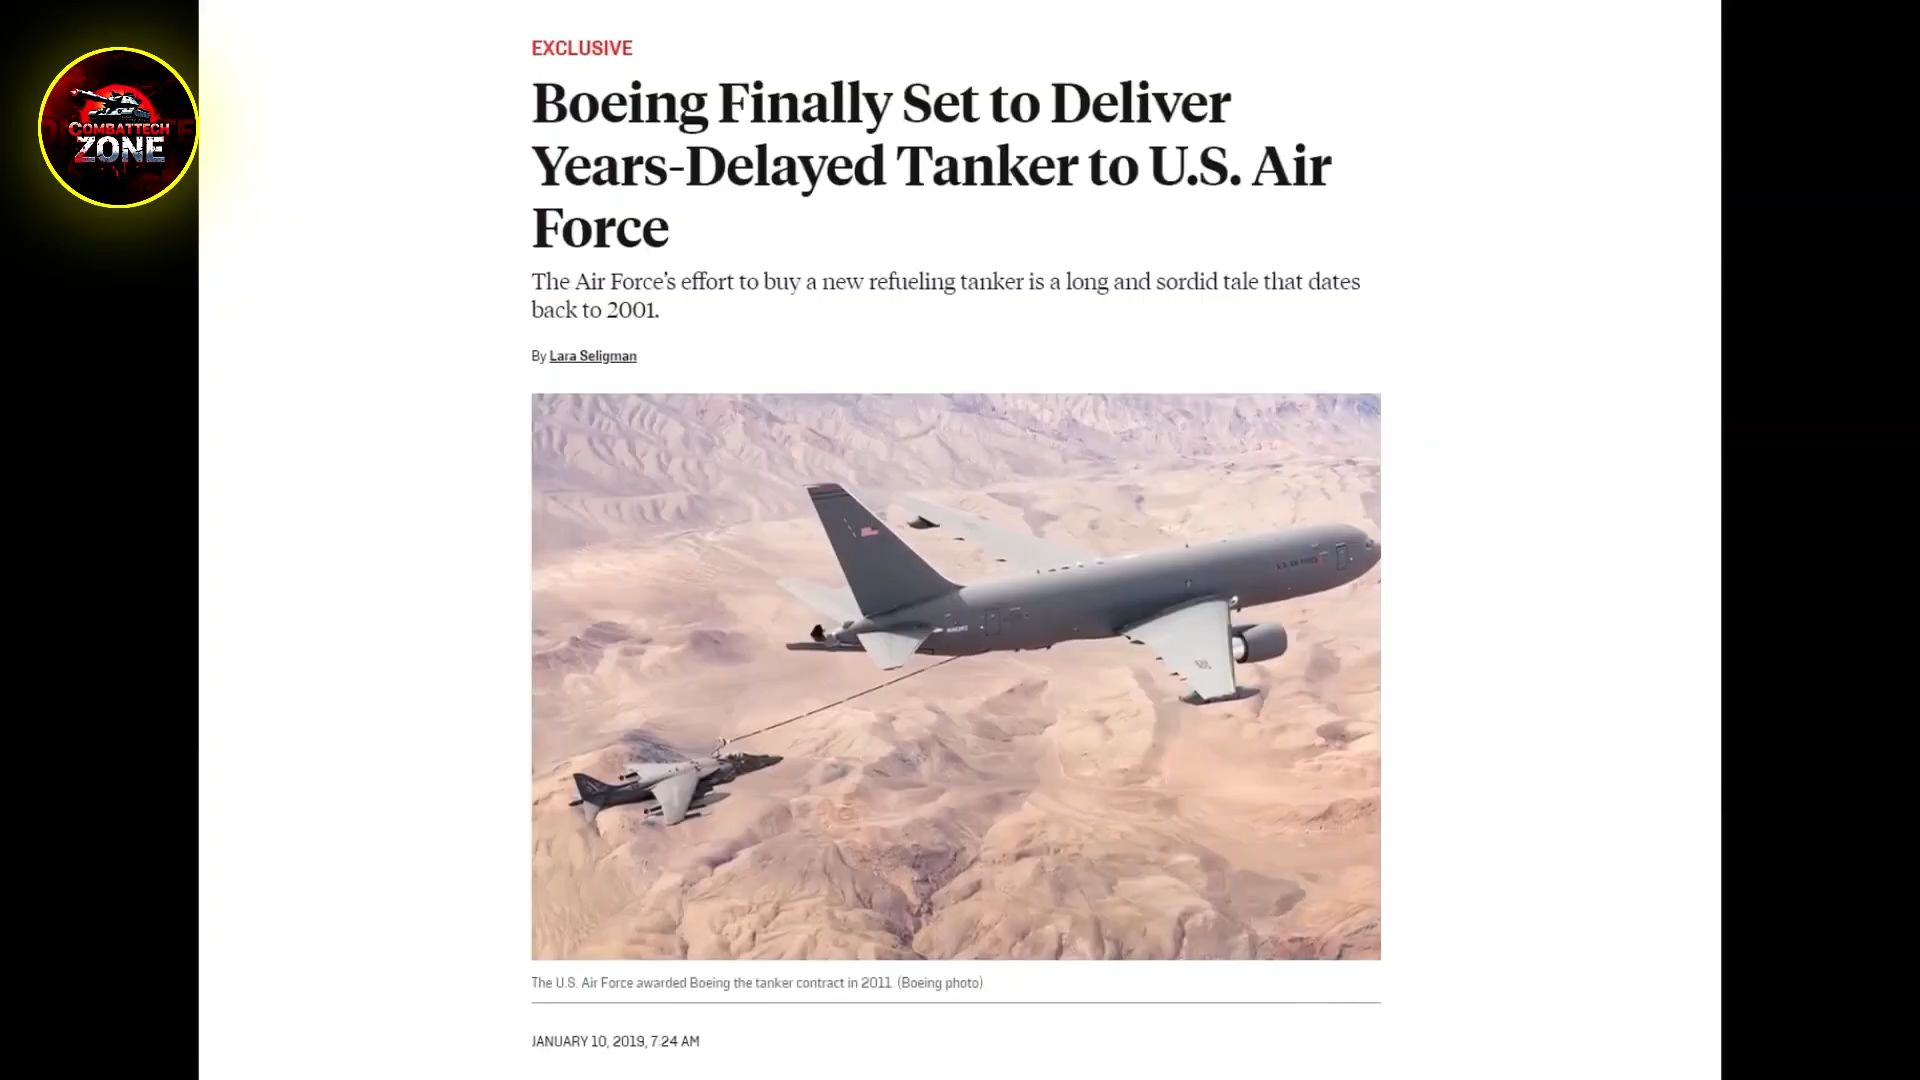 COMBATTECH
ZONE
EXCLUSIVE
Boeing Finally Set to Deliver
Years-Delayed Tanker to U.S. Air
Force
The Air Force's effort to buy a new refueling tanker is a long and sordid tale that dates
back to 2001.
By Lara Seligman
U.S. AIR FORCE
The U.S. Air Force awarded Boeing the tanker contract in 2011. (Boeing photo)
JANUARY 10, 2019, 7:24 AM